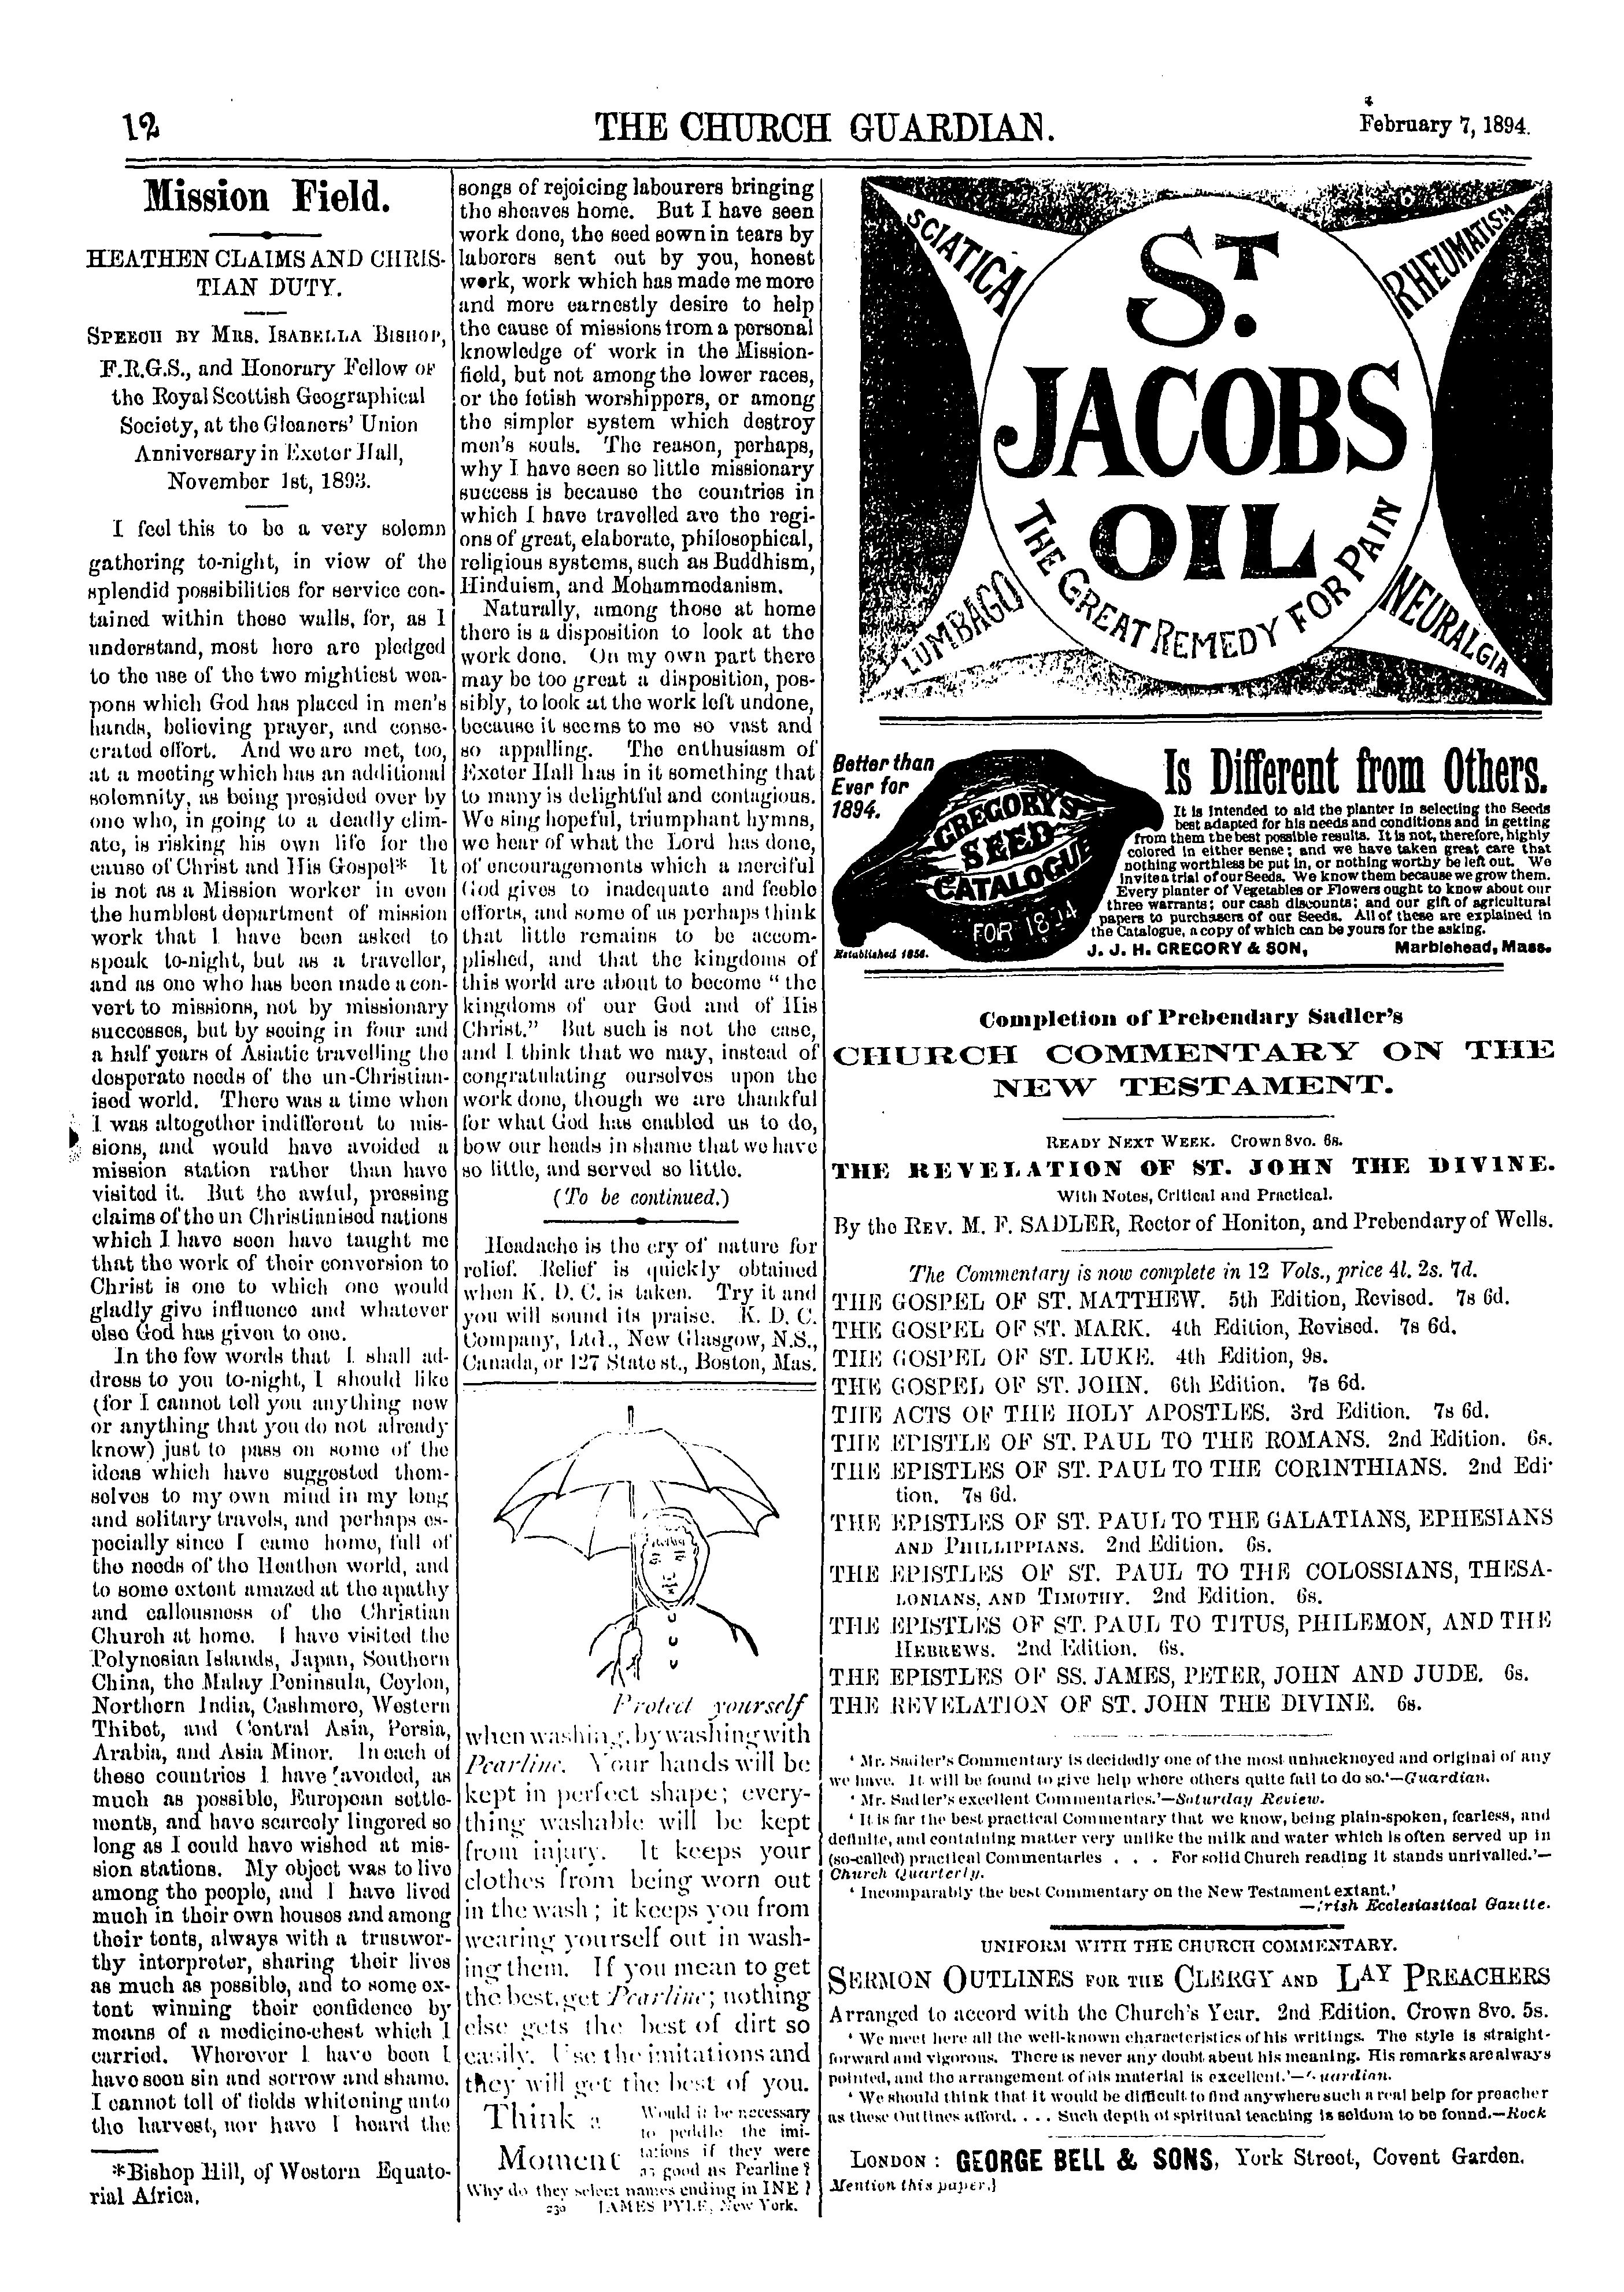 12
THE CHURCH GUARDIAN.
February 7, 1894.
Mission Field.
HEATHEN CLAIMS AND CHRIS-
TIAN DUTY.
SPEECH BY MRS. ISABELLA BISHOP,
F.R.G.S., and Honorary Fellow OF
the Royal Scottish Geographical
Society, at the Gleaners' Union
Anniversary in Exeter Hall,
November 1st, 1893.
I feel this to be a very solemn
gathering to-night, in view of the
splendid possibilities for service con-
tained within these walls, for, as I
understand, most here are pledged
to the use of the two mightiest wea-
pons which God has placed in men's
hands, believing prayer, and conse-
crated effort. And we are met, too,
at a meeting which has an additional
solemnity, as being presided over by
one who, in going to a deadly clim-
ate, is risking his own life for the
cause of Christ and His Gospel* It
is not as a Mission worker in even
the humblest department of mission
work that I have been asked to
speak to-night, but as a traveller,
and as one who has been made a con-
vert to missions, not by missionary
successes, but by seeing in four and
a half years of Asiatic travelling the
desperate needs of the un-Christian-
ised world. There was a time when
I was altogether indifferent to mis-
sions, and would have avoided a
mission station rather than have
visited it. But the awful, pressing
claims of the un Christianised nations
which I have seen have taught me
that the work of their conversion to
Christ is one to which one would
gladly give influence and whatever
else God has given to one.
In the few words that I shall ad-
dress to you to-night, I should like
(for I cannot tell you anything new
or anything that you do not already
know) just to pass on some of the
ideas which have suggested them-
selves to my own mind in my long
and solitary travels, and perhaps es-
pecially since I came home, full of
the needs of the Heathen world, and
to some extent amazed at the apathy
and callousness of the Christian
Church at home. I have visited the
Polynesian Islands, Japan, Southern
China, the Malay Peninsula, Ceylon,
Northern India, Cashmere, Western
Thibet, and Central Asia, Persia,
Arabia, and Asia Minor. In each of
these countries I have avoided, as
much as possible, European settle-
ments, and have scarcely lingered so
long as I could have wished at mis-
sion stations. My object was to live
among the people, and I have lived
much in their own houses and among
their tents, always with a trustwor-
thy interpreter, sharing their lives
as much as possible, and to some ex-
tent winning their confidence by
means of a medicine-chest which I
carried. Wherever I have been I
have seen sin and sorrow and shame.
I cannot tell of fields whitening unto
the harvest, nor have I heard the
*Bishop Hill, of Western Equato-
rial Africa.
songs of rejoicing labourers bringing
the sheaves home. But I have seen
work done, the seed sown in tears by
laborers sent out by you, honest
work, work which has made me more
and more earnestly desire to help
the cause of missions from a personal
knowledge of work in the Mission-
field, but not among the lower races,
or the fetish worshippers, or among
the simpler system which destroy
men's souls. The reason, perhaps,
why I have seen so little missionary
success is because the countries in
which I have travelled are the regi-
ons of great, elaborate, philosophical,
religious systems, such as Buddhism,
Hinduism, and Mohammedanism.
Naturally, among those at home
there is a disposition to look at the
work done. On my own part there
may be too great a disposition, pos-
sibly, to look at the work left undone,
because it seems to me so vast and
so appalling. The enthusiasm of
Exeter Hall has in it something that
to many is delightful and contagious.
We sing hopeful, triumphant hymns,
we hear of what the Lord has done,
of encouragements which a merciful
God gives to inadequate and feeble
efforts, and some of us perhaps think
that little remains to be accom-
plished, and that the kingdoms of
this world are about to become "the
kingdoms of our God and of His
Christ." But such is not the case,
and I think that we may, instead of
congratulating ourselves upon the
work done, though we are thankful
for what God has enabled us to do,
bow our heads in shame that we have
so little, and served so little.
(To be continued.)
Headache is the cry of nature for
relief. Relief is quickly obtained
when K. D. C. is taken. Try it and
you will sound its praise. K. D. C.
Company, Ltd., New Glasgow, N.S.,
Canada, or 127 State st., Boston, Mas.
Protect yourself
when washing, by washing with
Pearline. Your hands will be
kept in perfect shape; every-
thing washable will be kept
from injury. It keeps your
clothes from being worn out
in the wash; it keeps you from
wearing yourself out in wash-
ing them. If you mean to get
the best, get Pearline; nothing
else gets the best of dirt so
easily. Use the imitations and
they will get the best of you.
Think a
Moment
Would it be necessary
to peddle the imi-
tations if they were
as good as Pearline?
Why do they select names ending in INE?
230 JAMES PYLE, New York.
SCIATICA
RHEUMATISM
ST.
JACOBS
OIL
THE GREAT REMEDY FOR PAIN
LUMBAGO
NEURALGIA
Better than
Ever for
1894.
GREGORY'S
SEED
CATALOGUE
FOR 1894
Established 1856.
Is Different from Others.
It is intended to aid the planter in selecting the Seeds
best adapted for his needs and conditions and in getting
from them the best possible results. It is not, therefore, highly
colored in either sense; and we have taken great care that
nothing worthless be put in, or nothing worthy be left out. We
invite a trial of our Seeds. We know them because we grow them.
Every planter of Vegetables or Flowers ought to know about our
three warrants; our cash discounts; and our gift of agricultural
papers to purchasers of our Seeds. All of these are explained in
the Catalogue, a copy of which can be yours for the asking.
J. J. H. GREGORY & SON, Marblehead, Mass.
Completion of Prebendary Sadler's
CHURCH COMMENTARY ON THE
NEW TESTAMENT.
READY NEXT WEEK. Crown 8vo. 6s.
THE REVELATION OF ST. JOHN THE DIVINE.
With Notes, Critical and Practical.
By the REV. M. F. SADLER, Rector of Honiton, and Prebendary of Wells.
The Commentary is now complete in 12 Vols., price 4l. 2s. 7d.
THE GOSPEL OF ST. MATTHEW. 5th Edition, Revised. 7s 6d.
THE GOSPEL OF ST. MARK. 4th Edition, Revised. 7s 6d.
THE GOSPEL OF ST. LUKE. 4th Edition, 9s.
THE GOSPEL OF ST. JOHN. 6th Edition. 7s 6d.
THE ACTS OF THE HOLY APOSTLES. 3rd Edition. 7s 6d.
THE EPISTLE OF ST. PAUL TO THE ROMANS. 2nd Edition. 6s.
THE EPISTLES OF ST. PAUL TO THE CORINTHIANS. 2nd Edi-
tion. 7s 6d.
THE EPISTLES OF ST. PAUL TO THE GALATIANS, EPHESIANS
AND PHILLIPPIANS. 2nd Edition. 6s.
THE EPISTLES OF ST. PAUL TO THE COLOSSIANS, THESA-
LONIANS, AND TIMOTHY. 2nd Edition. 6s.
THE EPISTLES OF ST. PAUL TO TITUS, PHILEMON, AND THE
HEBREWS. 2nd Edition. 6s.
THE EPISTLES OF SS. JAMES, PETER, JOHN AND JUDE. 6s.
THE REVELATION OF ST. JOHN THE DIVINE. 6s.
'Mr. Sadler's Commentary is decidedly one of the most unhackneyed and original of any
we have. It will be found to give help where others quite fail to do so.'—Guardian.
'Mr. Sadler's excellent Commentaries.'—Saturday Review.
'It is far the best practical Commentary that we know, being plain-spoken, fearless, and
definite, and containing matter very unlike the milk and water which is often served up in
(so-called) practical Commentaries . . . For solid Church reading it stands unrivalled.'—
Church Quarterly.
'Incomparably the best Commentary on the New Testament extant.'
—Irish Ecclesiastical Gazette.
UNIFORM WITH THE CHURCH COMMENTARY.
SERMON OUTLINES FOR THE CLERGY AND LAY PREACHERS
Arranged to accord with the Church's Year. 2nd Edition. Crown 8vo. 5s.
'We meet here all the well-known characteristics of his writings. The style is straight-
forward and vigorous. There is never any doubt about his meaning. His remarks are always
pointed, and the arrangement of his material is excellent.'—Guardian.
'We should think that it would be difficult to find anywhere such a real help for preacher
as these Outlines afford. . . . Such depth of spiritual teaching is seldom to be found.—Rock
LONDON: GEORGE BELL & SONS, York Street, Covent Garden.
Mention this paper.]